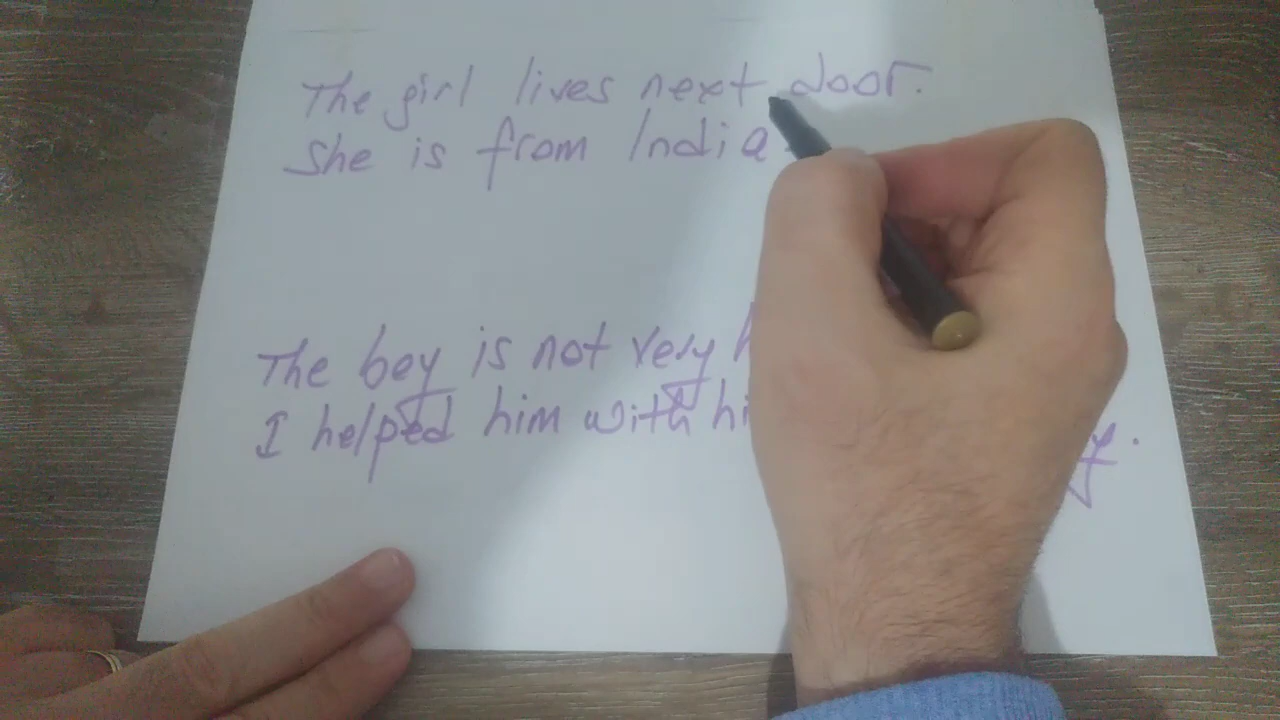 The girl lives next door.
She is from India
The boy is not very
I helped him with